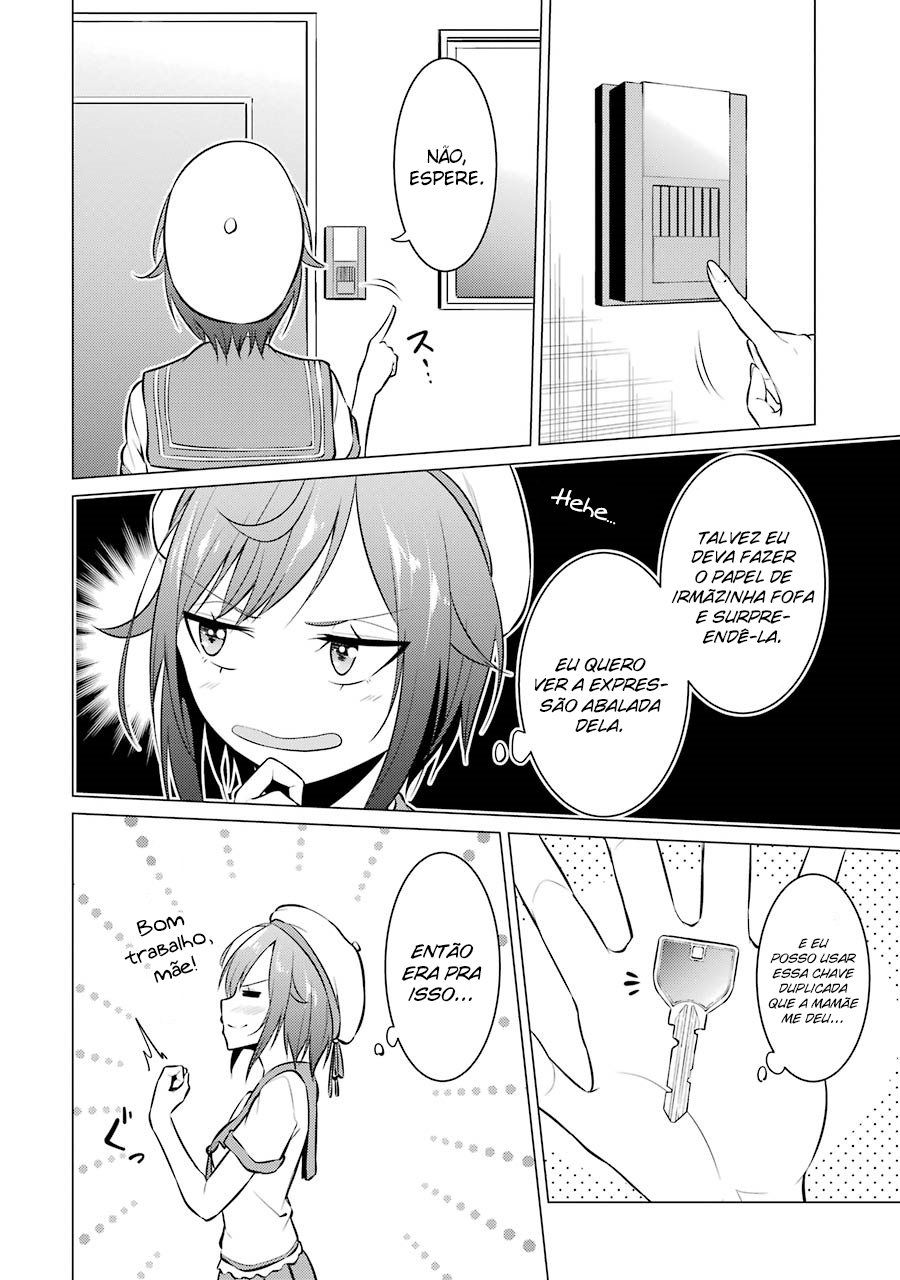 NÃO,
ESPERE.
ス…
TALVEZ EU
DEVA FAZER
O PAPEL DE
IRMÃZINHA FOFA
E SURPRE-
ENDÊ-LA.
EU QUERO
VER A EXPRES-
SÃO ABALADA
DELA.
Hehe...
E EU
POSSO USAR
ESSA CHAVE
DUPLICADA
QUE A MAMÃE
ME DEU...
ENTÃO
ERA PRA
ISSO...
Bom
trabalho,
mãe!
ぐっ